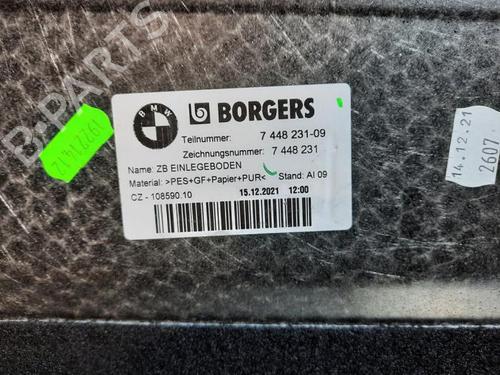 B-PARTS
BMW
BORGERS
Teilnummer: 7 448 231-09
Zeichnungsnummer: 7 448 231
Name: ZB EINLEGEBODEN
Material: >PES+GF+Papier+PUR< Stand: AI 09
CZ - 108590.10 15.12.2021 12:00
14.12.21
2607